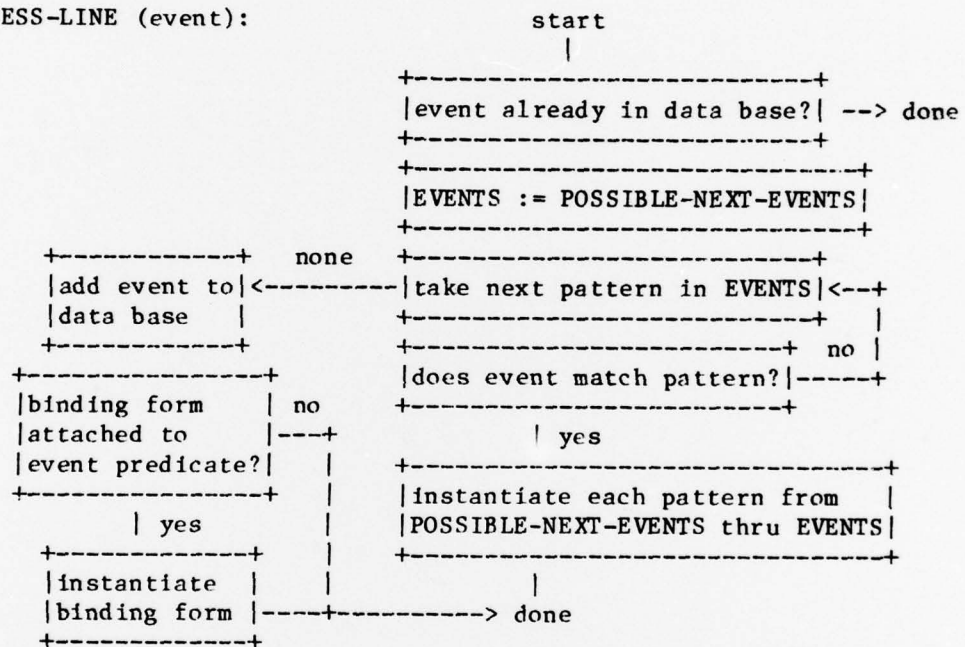 ESS-LINE (event):
start
event already in data base? --> done
EVENTS := POSSIBLE-NEXT-EVENTS
none
add event to
data base
take next pattern in EVENTS
no
does event match pattern?
binding form
attached to
event predicate?
no
yes
instantiate each pattern from
POSSIBLE-NEXT-EVENTS thru EVENTS
yes
instantiate
binding form
done